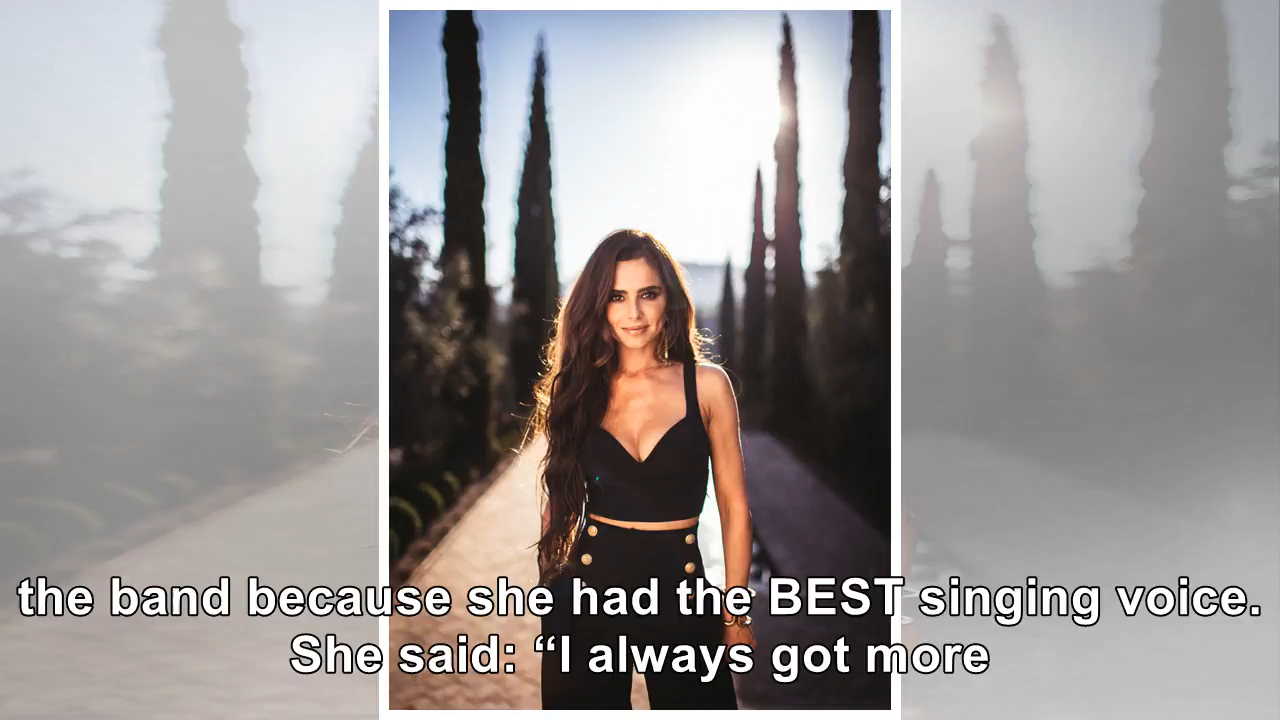 the band because she had the BEST singing voice.
She said: “I always got more